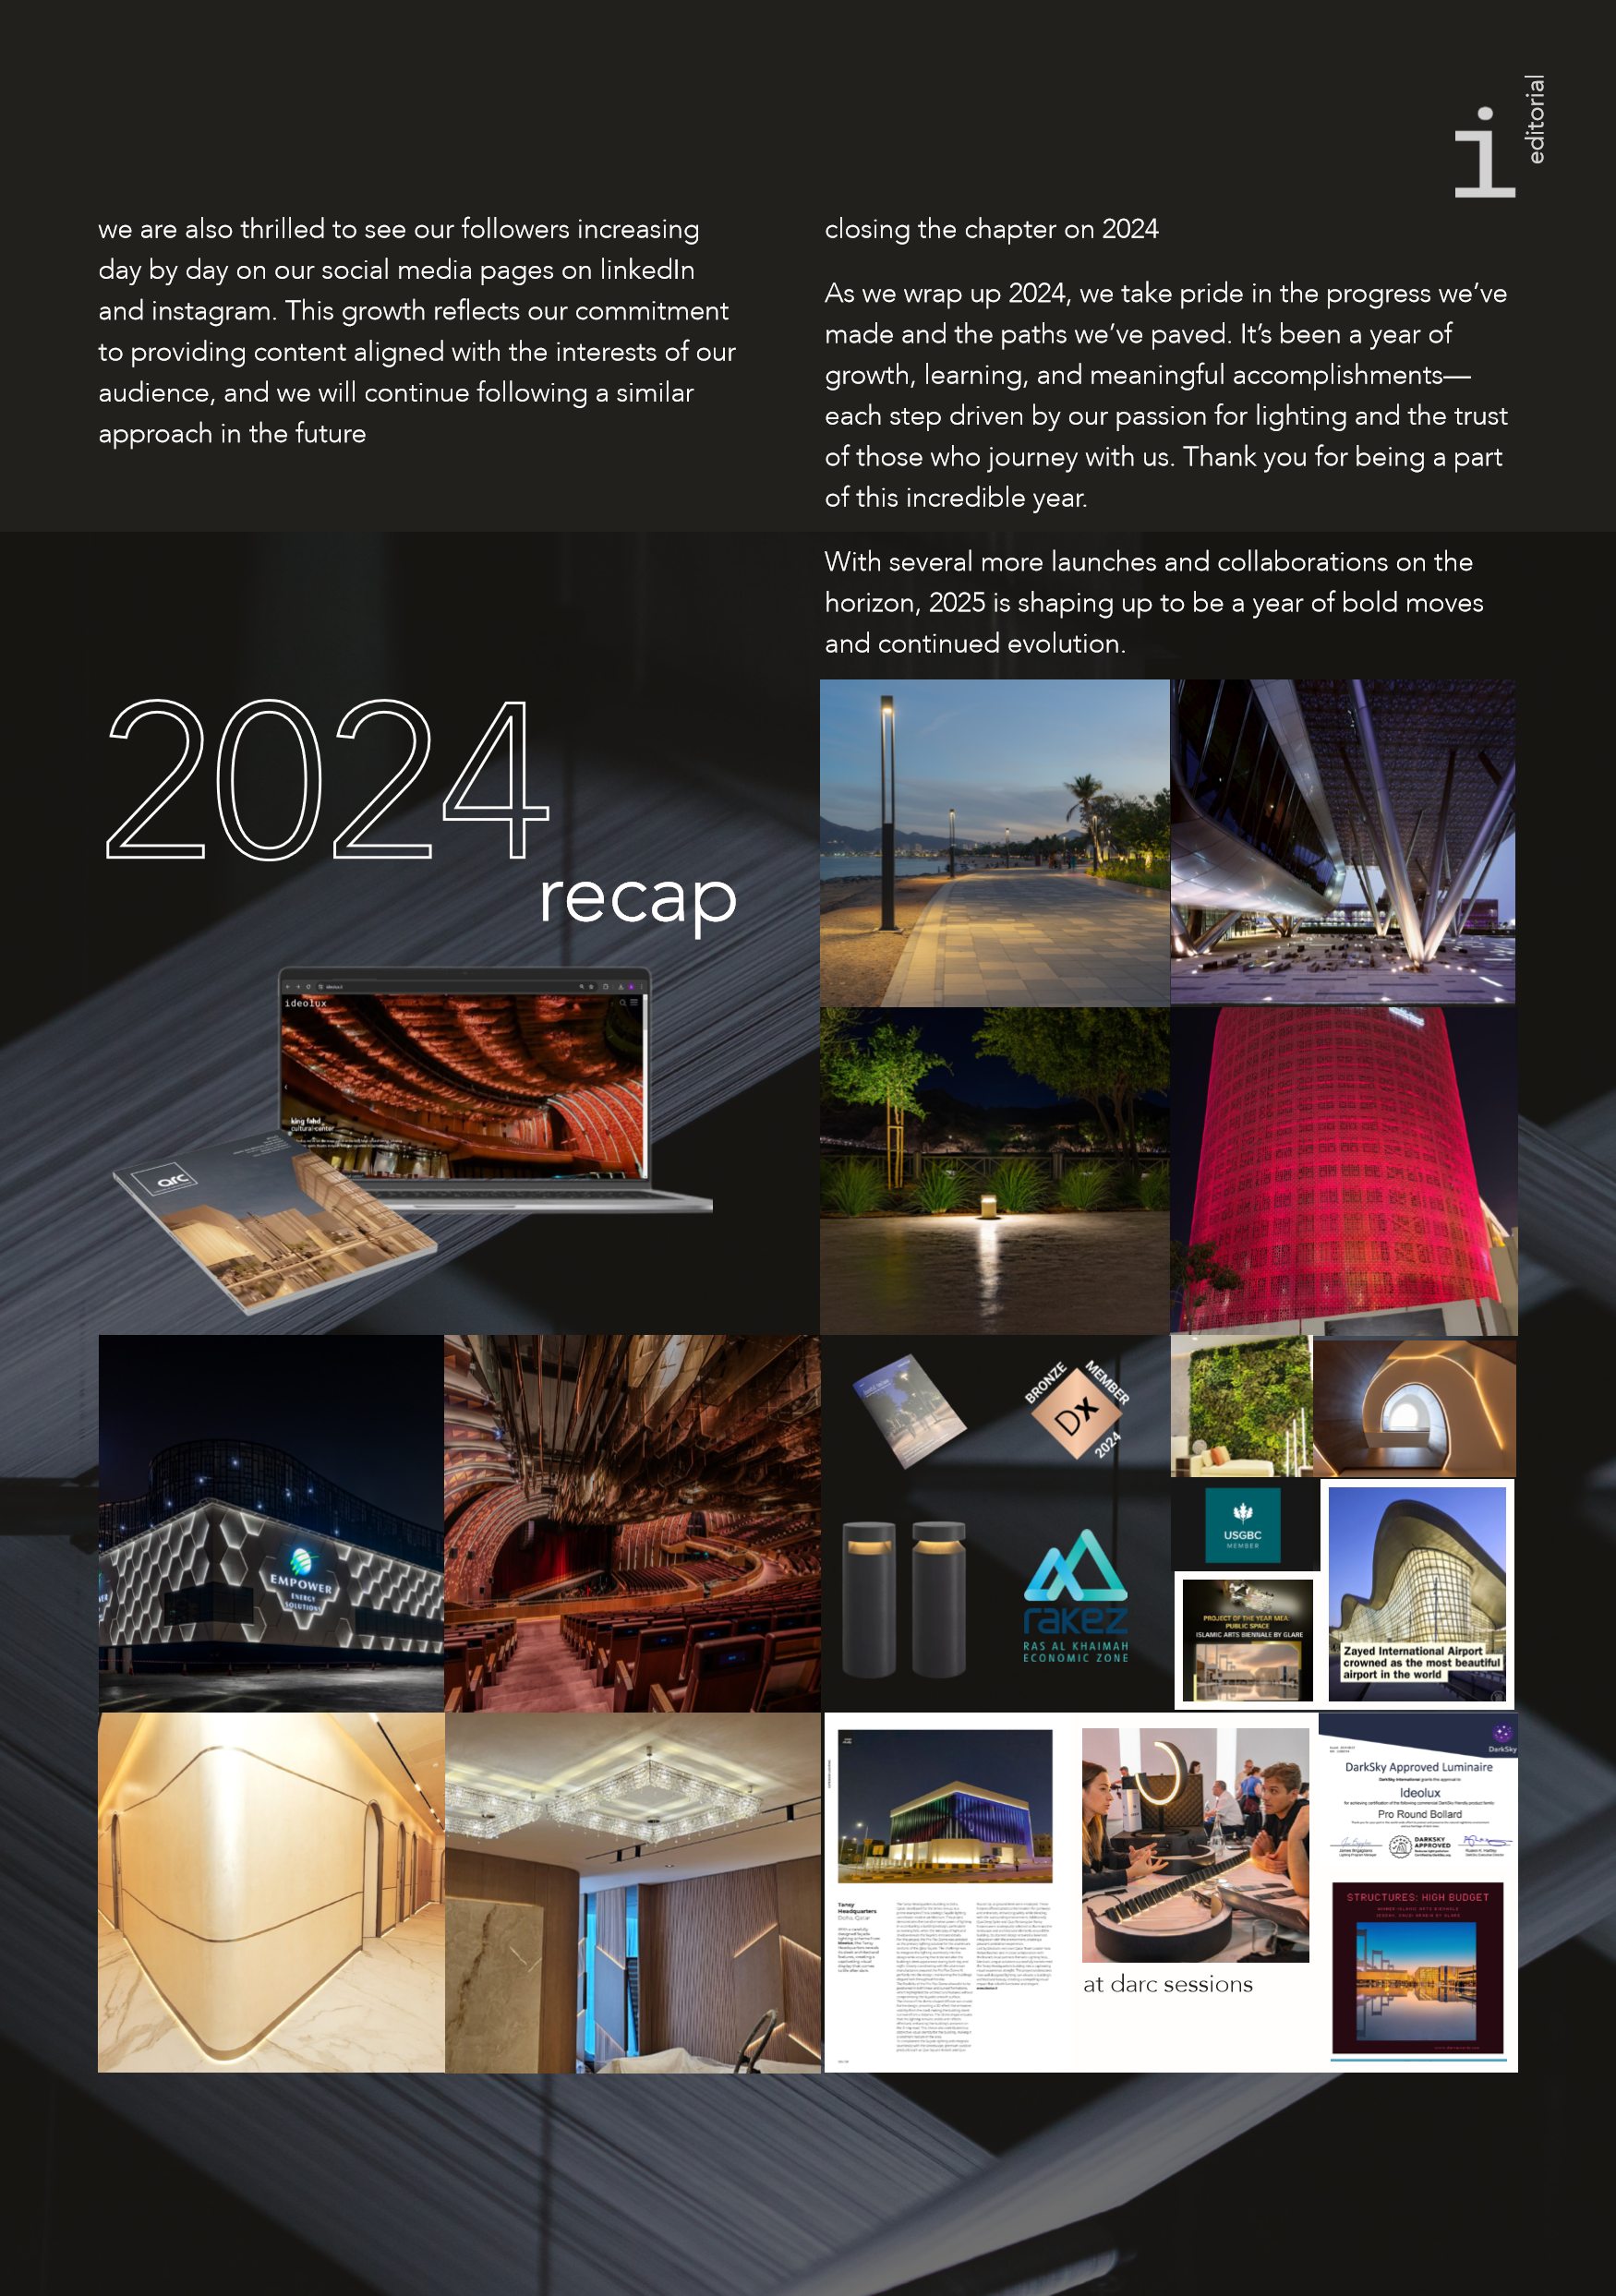 i
editorial
we are also thrilled to see our followers increasing
day by day on our social media pages on linkedIn
and instagram. This growth reflects our commitment
to providing content aligned with the interests of our
audience, and we will continue following a similar
approach in the future
closing the chapter on 2024
As we wrap up 2024, we take pride in the progress we’ve
made and the paths we’ve paved. It’s been a year of
growth, learning, and meaningful accomplishments—
each step driven by our passion for lighting and the trust
of those who journey with us. Thank you for being a part
of this incredible year.
With several more launches and collaborations on the
horizon, 2025 is shaping up to be a year of bold moves
and continued evolution.
2024
recap
ideolux
king fahd
cultural center
arc
EMPOWER
ENERGY
SOLUTIONS
BRONZE
MEMBER
Dx
2024
rakez
RAS AL KHAIMAH
ECONOMIC ZONE
USGBC
MEMBER
PROJECT OF THE YEAR MEA:
PUBLIC SPACE
ISLAMIC ARTS BIENNALE BY GLARE
Zayed International Airport
crowned as the most beautiful
airport in the world
Tarsy
Headquarters
Doha, Qatar
at darc sessions
DarkSky
DarkSky Approved Luminaire
DarkSky International grants this approval to
Ideolux
Pro Round Bollard
DARKSKY
APPROVED
STRUCTURES: HIGH BUDGET